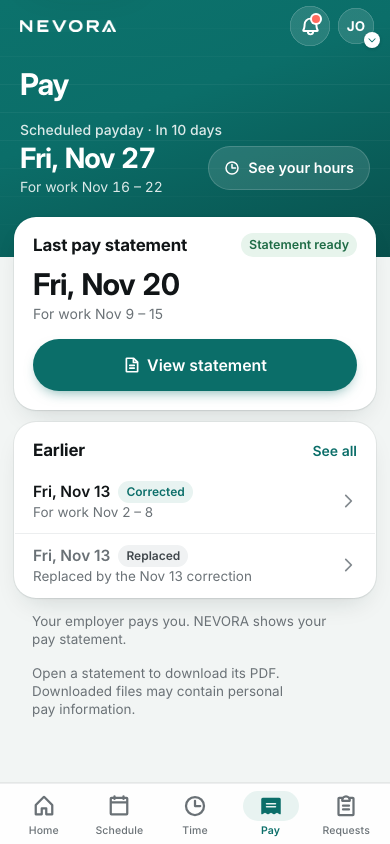 NEVORA
JO
Pay
Scheduled payday · In 10 days
Fri, Nov 27
For work Nov 16 – 22
See your hours
Last pay statement
Statement ready
Fri, Nov 20
For work Nov 9 – 15
View statement
Earlier
See all
Fri, Nov 13 Corrected
For work Nov 2 – 8
Fri, Nov 13 Replaced
Replaced by the Nov 13 correction
Your employer pays you. NEVORA shows your
pay statement.
Open a statement to download its PDF.
Downloaded files may contain personal
pay information.
Home
Schedule
Time
Pay
Requests